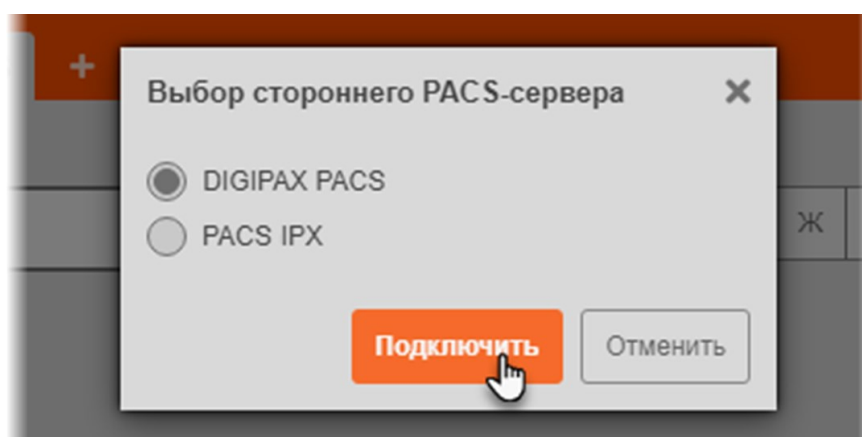 +
Выбор стороннего PACS-сервера
DIGIPAX PACS
PACS IPX
Ж
Подключить
Отменить